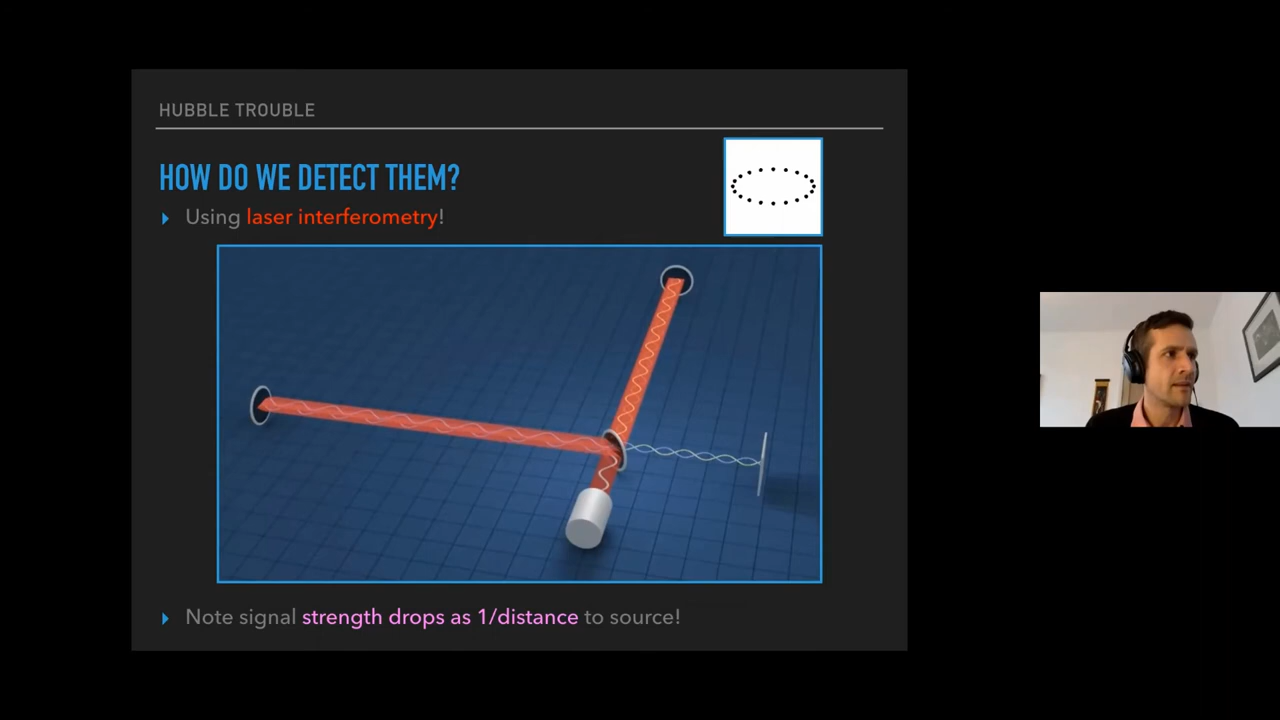 HUBBLE TROUBLE
HOW DO WE DETECT THEM?
Using laser interferometry!
Note signal strength drops as 1/distance to source!